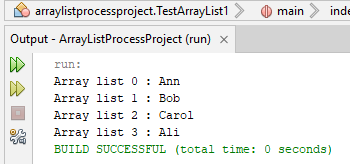 arraylistprocessproject.TestArrayList1 main inde
Output - ArrayListProcessProject (run) ×
run:
Array list 0 : Ann
Array list 1 : Bob
Array list 2 : Carol
Array list 3 : Ali
BUILD SUCCESSFUL (total time: 0 seconds)